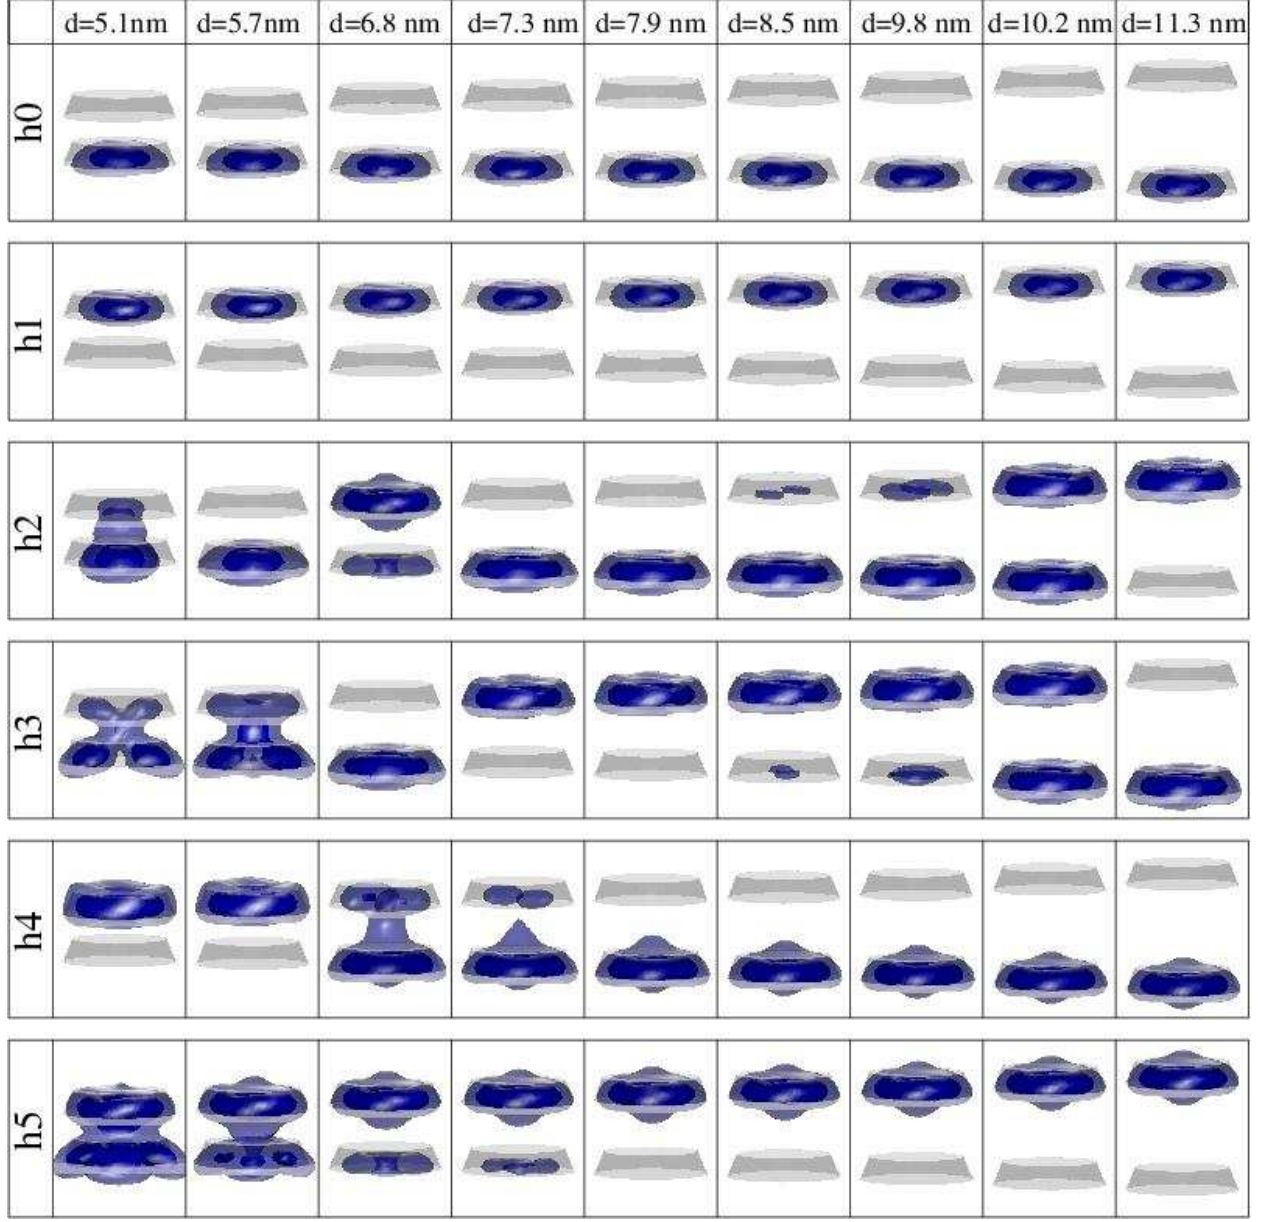 d=5.1nm d=5.7nm d=6.8 nm d=7.3 nm d=7.9 nm d=8.5 nm d=9.8 nm d=10.2 nm d=11.3 nm
h0
h1
h2
h3
h4
h5